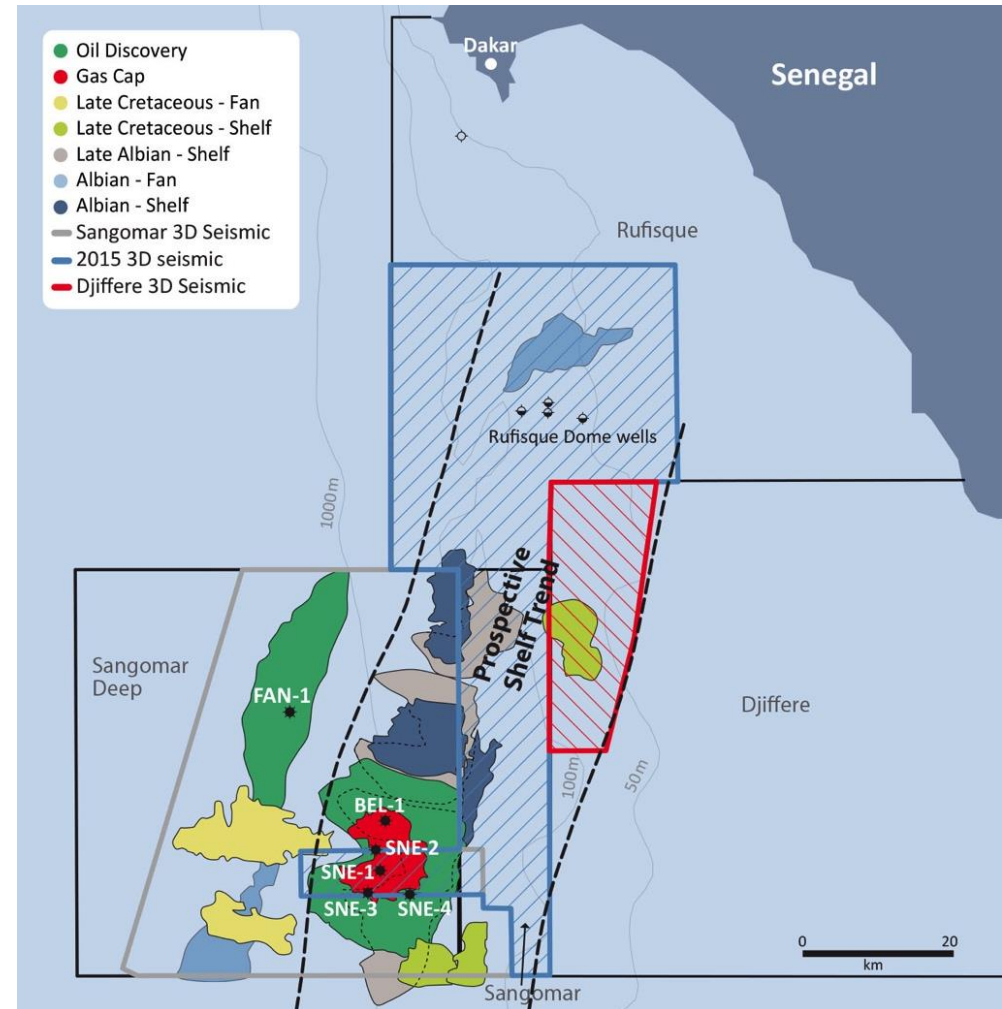 Oil Discovery
Gas Cap
Late Cretaceous - Fan
Late Cretaceous - Shelf
Late Albian - Shelf
Albian - Fan
Albian - Shelf
Sangomar 3D Seismic
2015 3D seismic
Djiffere 3D Seismic
Dakar
Senegal
Rufisque
Rufisque Dome wells
1000m
Prospective
Shelf Trend
Sangomar
Deep
FAN-1
Djiffere
100m
50m
BEL-1
SNE-2
SNE-1
SNE-3
SNE-4
0 20
km
Sangomar